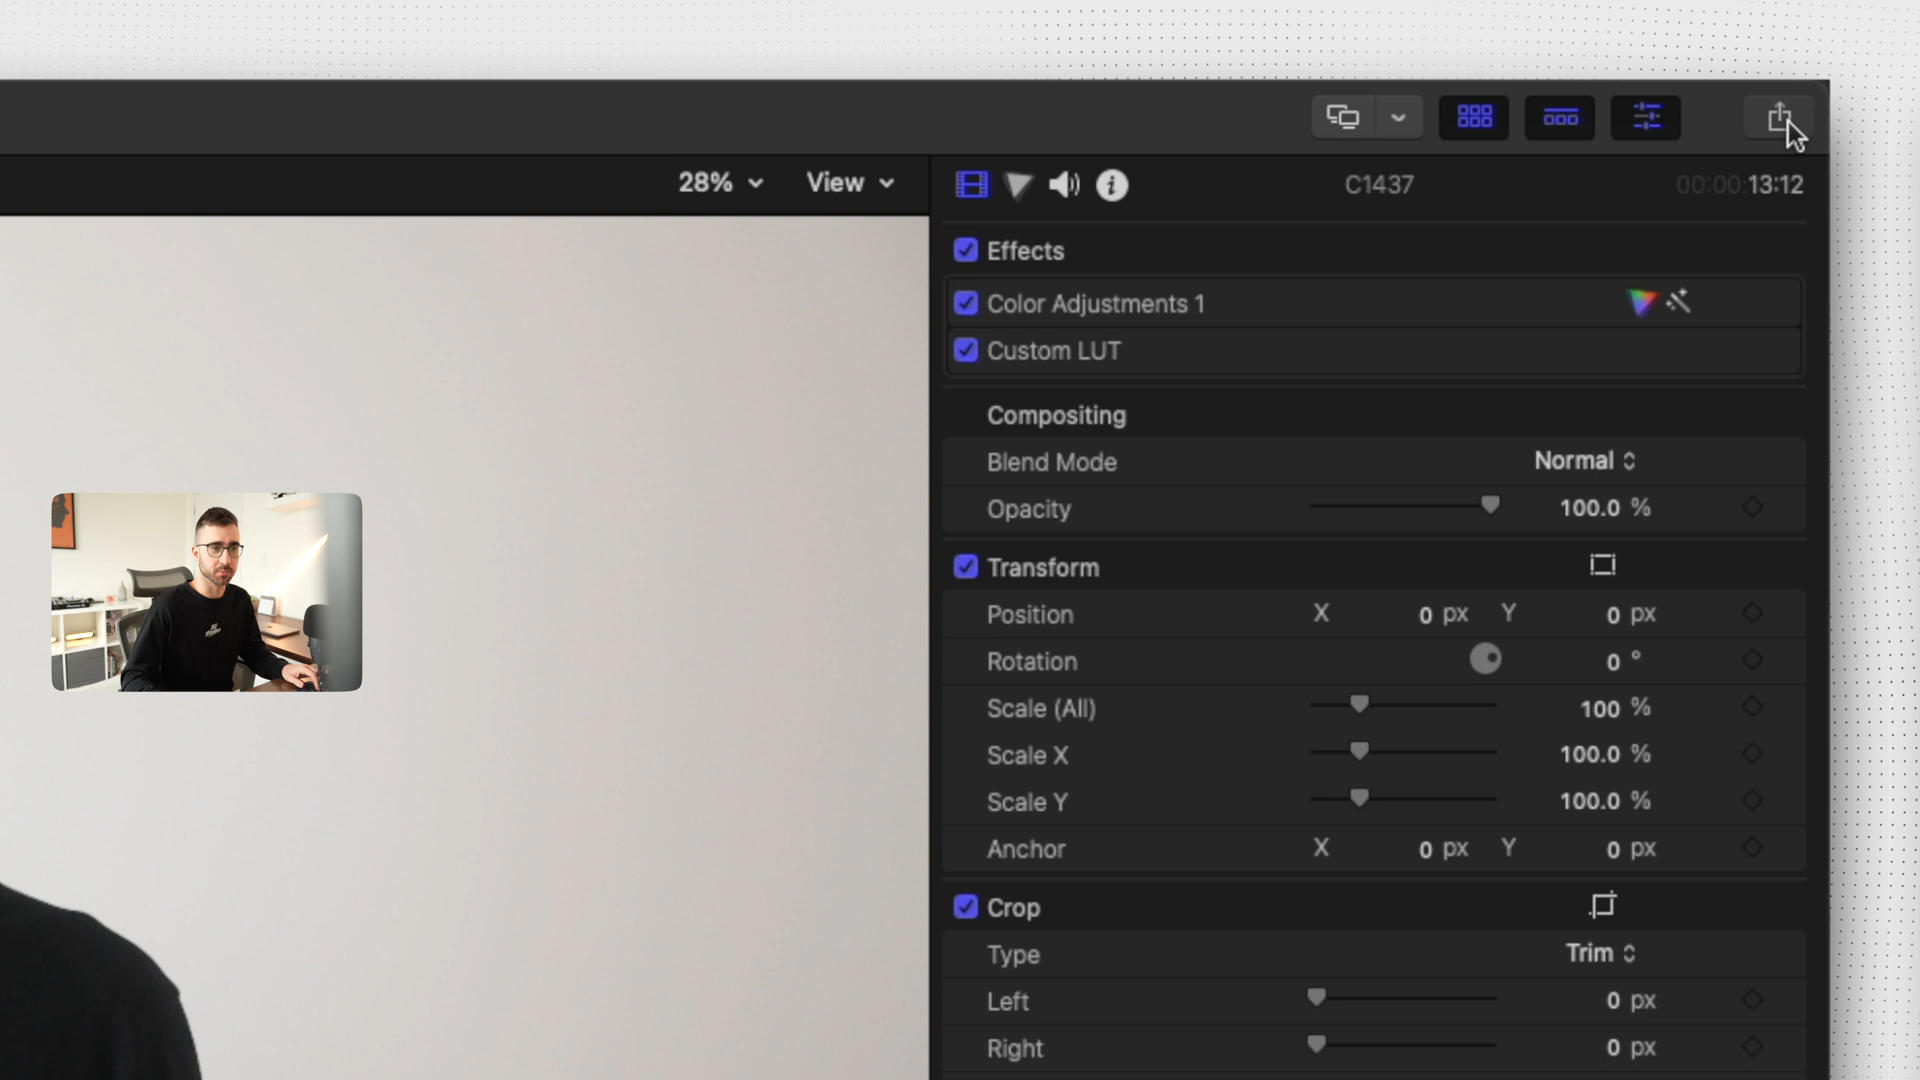 28% View
C1437 00:00:13:12
Effects
Color Adjustments 1
Custom LUT
Compositing
Blend Mode Normal
Opacity 100.0 %
Transform
Position X 0 px Y 0 px
Rotation 0 °
Scale (All) 100 %
Scale X 100.0 %
Scale Y 100.0 %
Anchor X 0 px Y 0 px
Crop
Type Trim
Left 0 px
Right 0 px